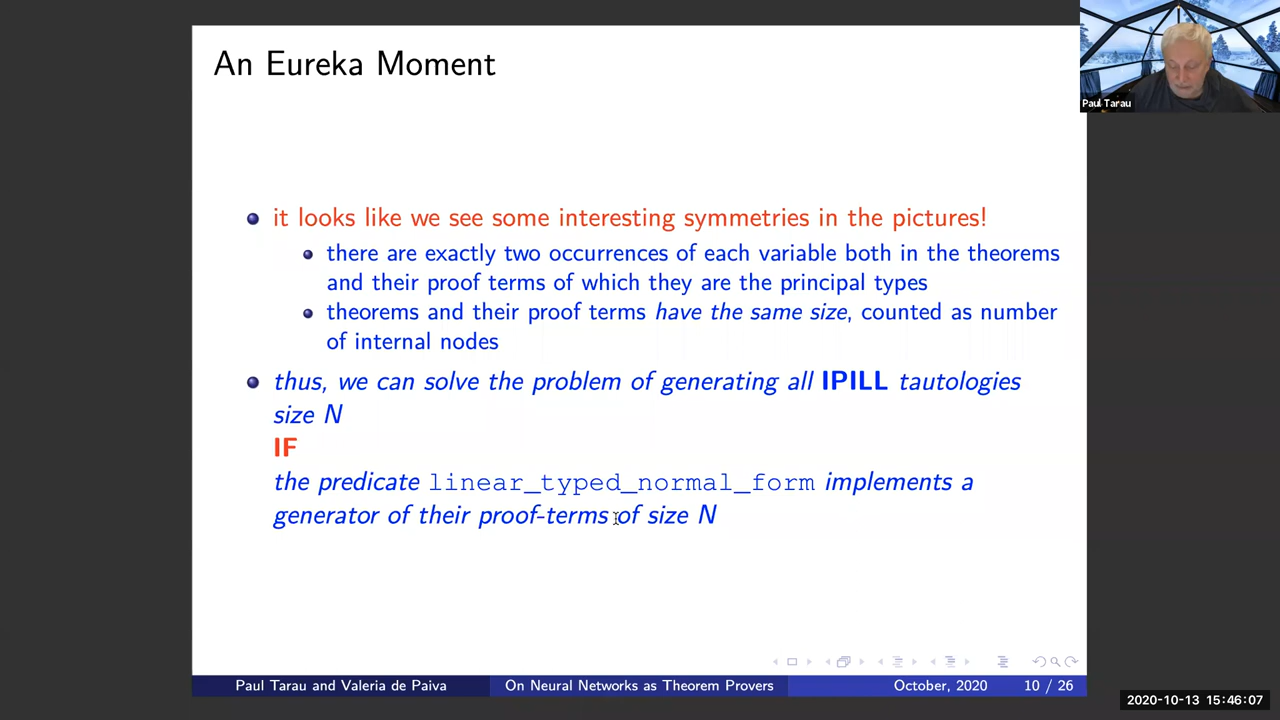 An Eureka Moment
Paul Tarau
it looks like we see some interesting symmetries in the pictures!
there are exactly two occurrences of each variable both in the theorems
and their proof terms of which they are the principal types
theorems and their proof terms have the same size, counted as number
of internal nodes
thus, we can solve the problem of generating all IPILL tautologies
size N
IF
the predicate linear_typed_normal_form implements a
generator of their proof-terms of size N
Paul Tarau and Valeria de Paiva
On Neural Networks as Theorem Provers
October, 2020
10 / 26
2020-10-13 15:46:07